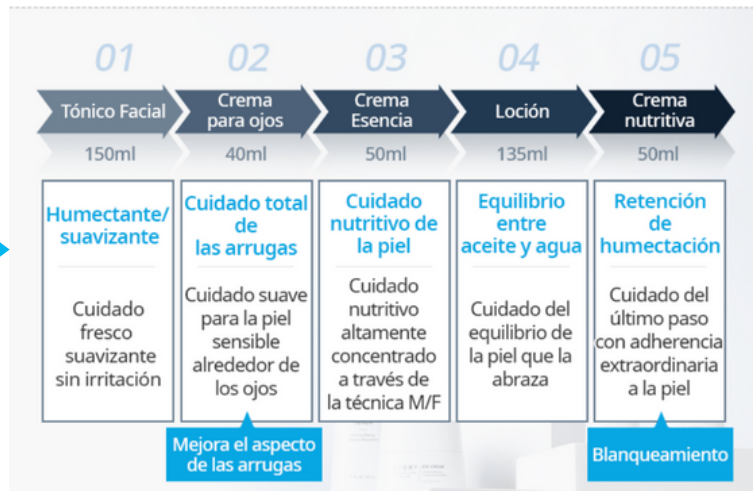 01
02
03
04
05
Tónico Facial
Crema
para ojos
Crema
Esencia
Loción
Crema
nutritiva
150ml
40ml
50ml
135ml
50ml
Humectante/
suavizante
Cuidado
fresco
suavizante
sin irritación
Cuidado total
de
las arrugas
Cuidado suave
para la piel
sensible
alrededor de
los ojos
Mejora el aspecto
de las arrugas
Cuidado
nutritivo de
la piel
Cuidado
nutritivo
altamente
concentrado
a través de
la técnica M/F
Equilibrio
entre
aceite y agua
Cuidado del
equilibrio de
la piel que la
abraza
Retención
de
humectación
Cuidado del
último paso
con adherencia
extraordinaria
a la piel
Blanqueamiento